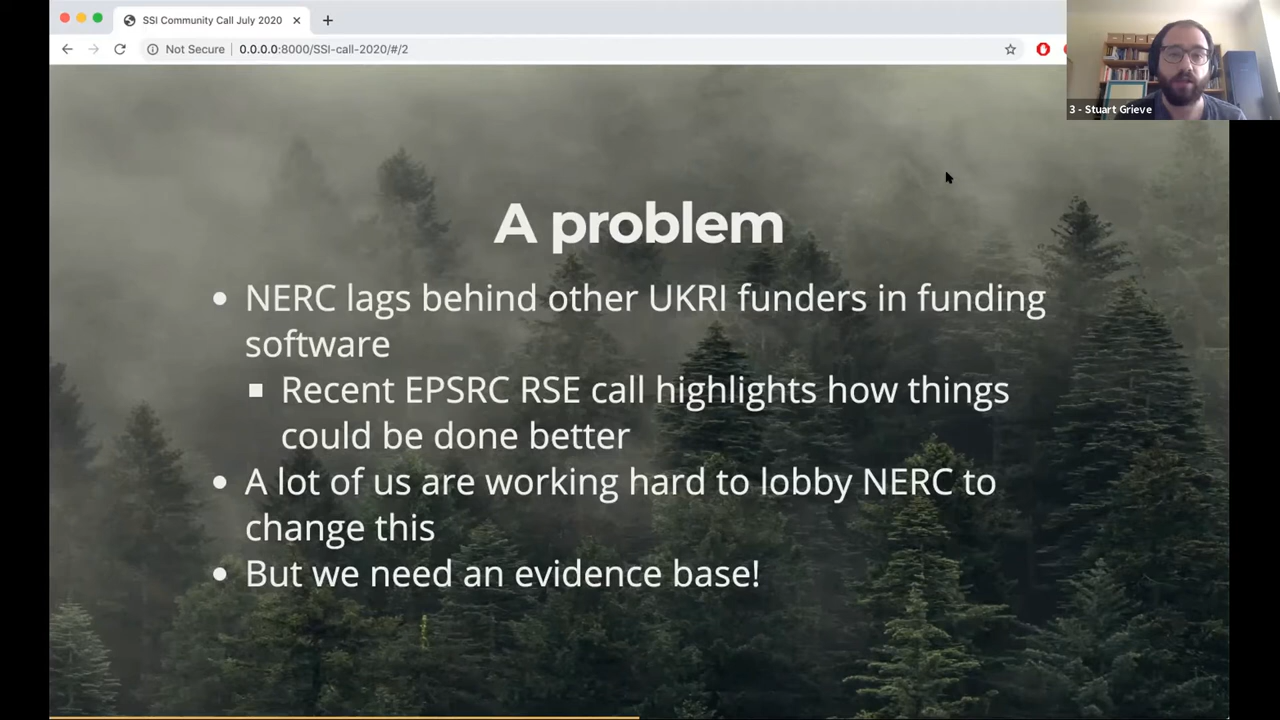 SSI Community Call July 2020
Not Secure
0.0.0.0:8000/SSI-call-2020/#/2
3 - Stuart Grieve
A problem
NERC lags behind other UKRI funders in funding
software
Recent EPSRC RSE call highlights how things
could be done better
A lot of us are working hard to lobby NERC to
change this
But we need an evidence base!